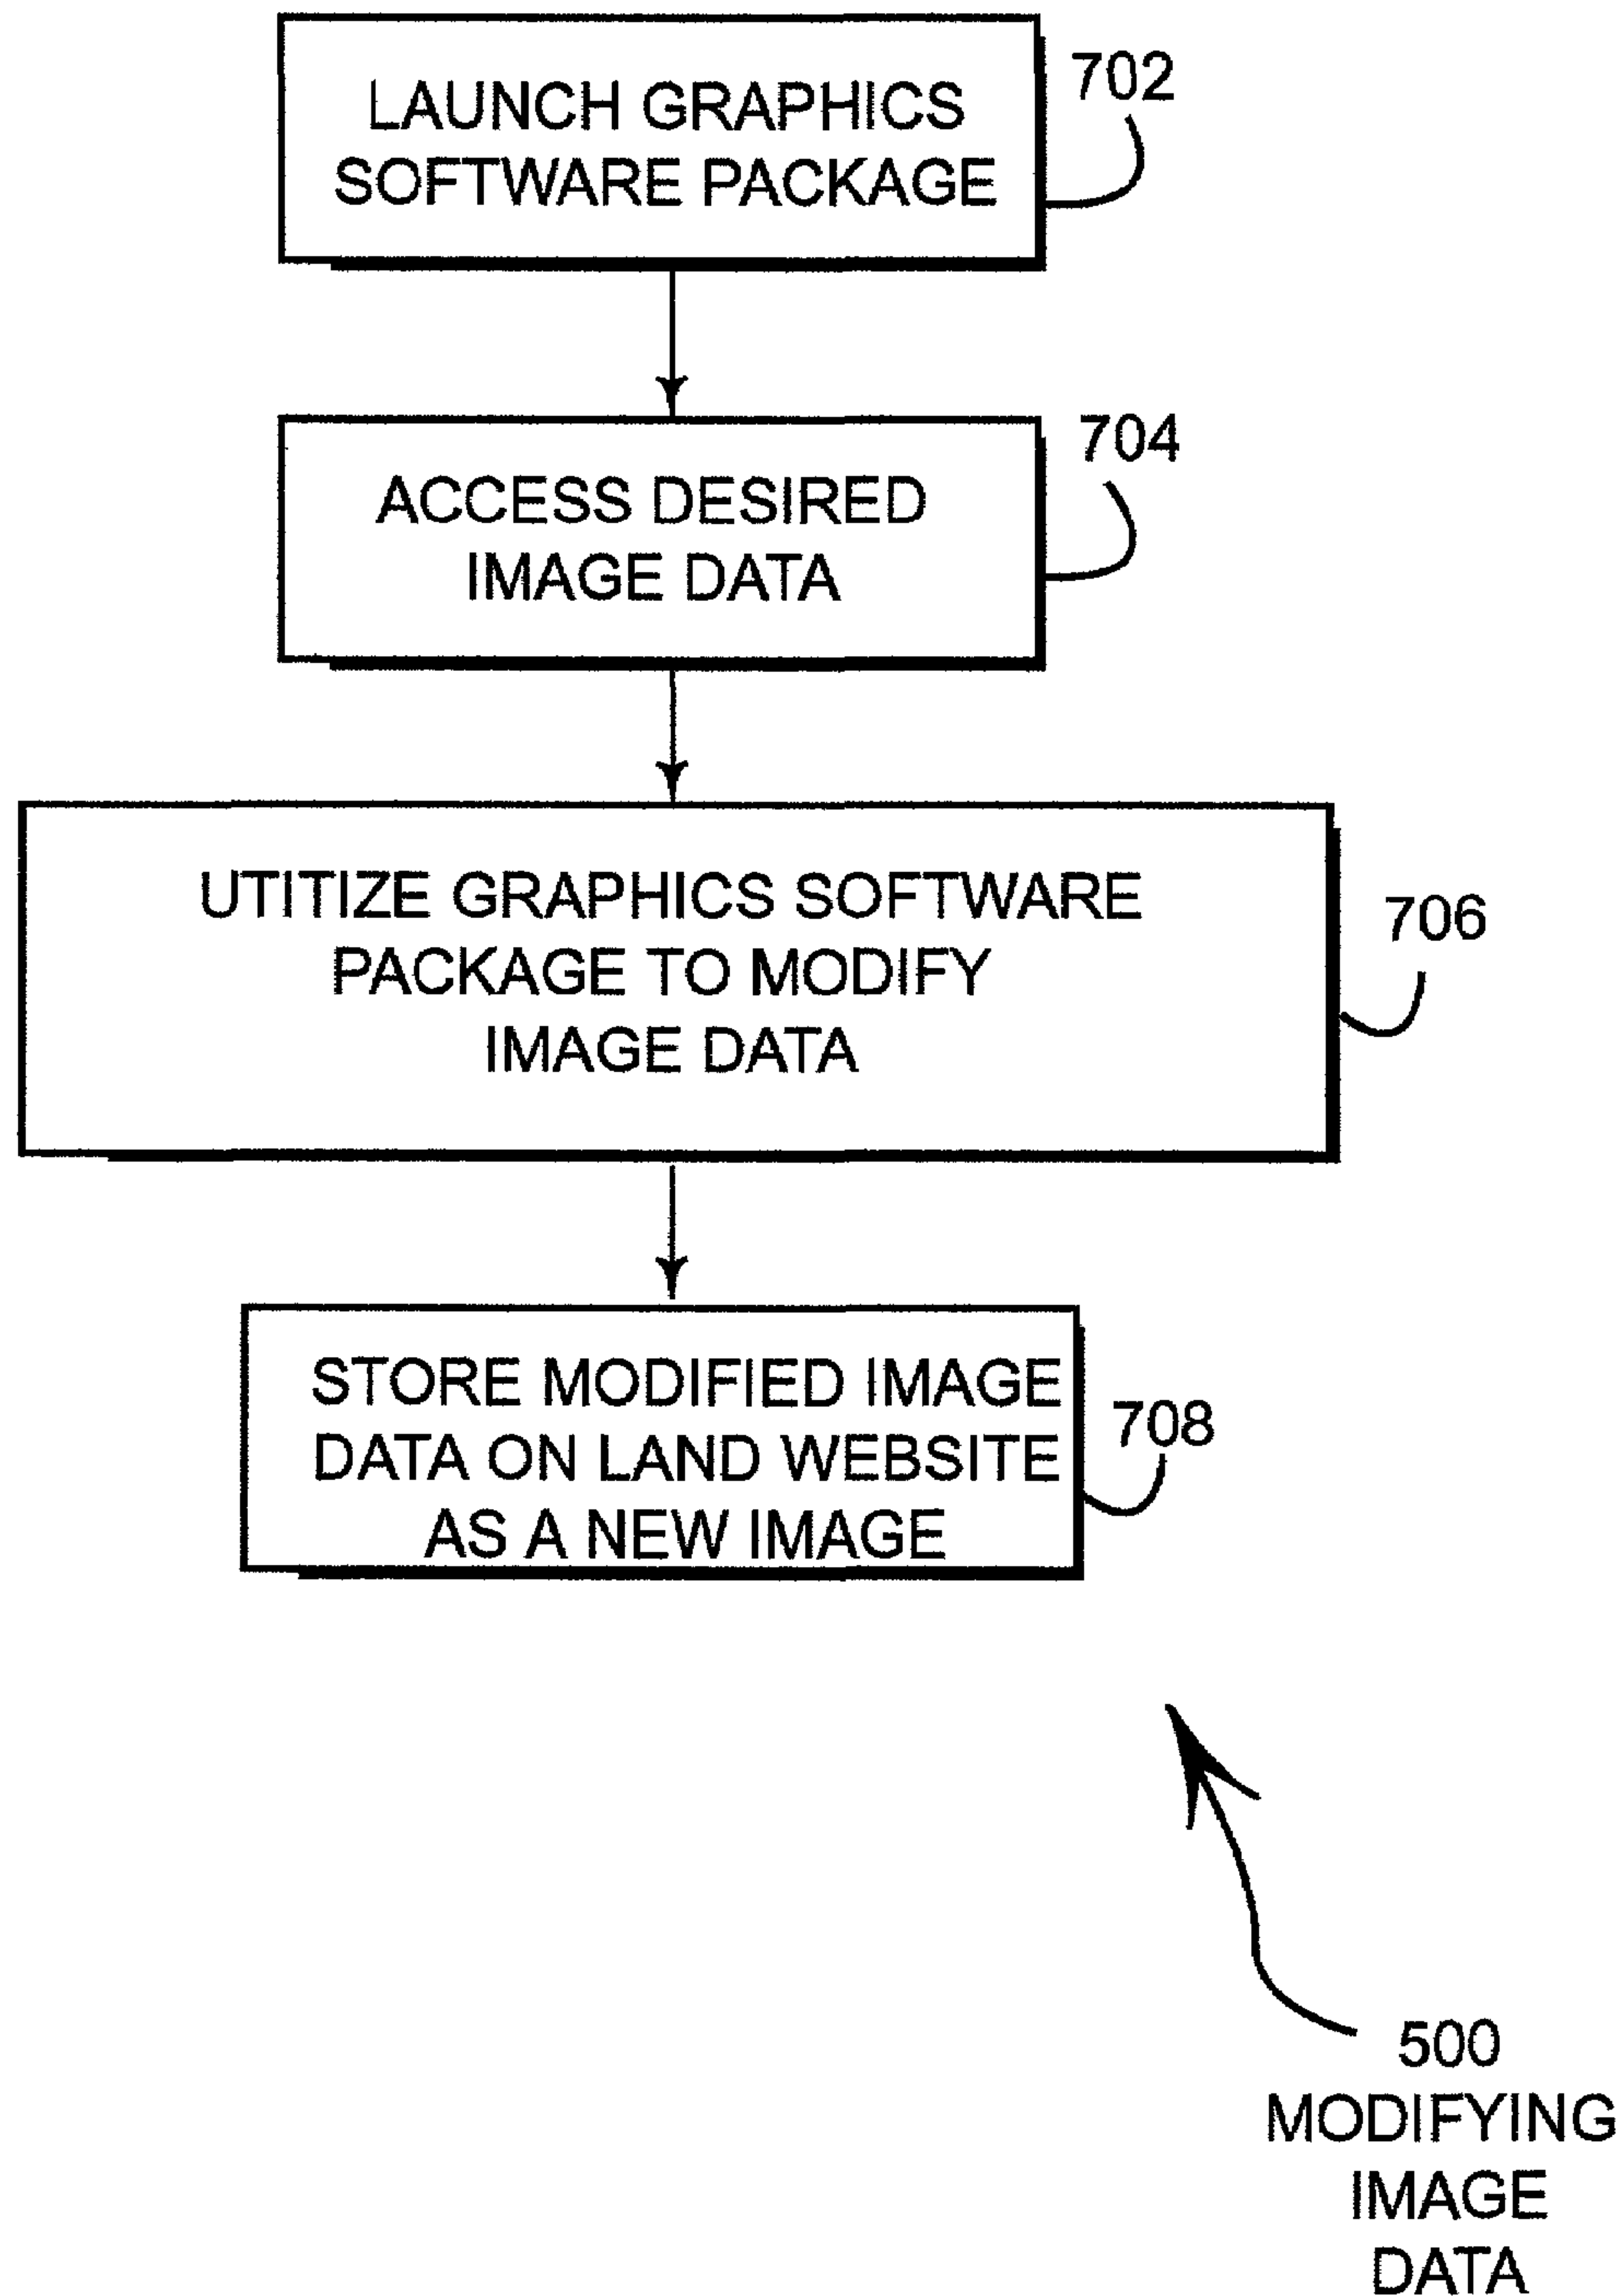 LAUNCH GRAPHICS
SOFTWARE PACKAGE
702
ACCESS DESIRED
IMAGE DATA
704
UTITIZE GRAPHICS SOFTWARE
PACKAGE TO MODIFY
IMAGE DATA
706
STORE MODIFIED IMAGE
DATA ON LAND WEBSITE
AS A NEW IMAGE
708
500
MODIFYING
IMAGE
DATA